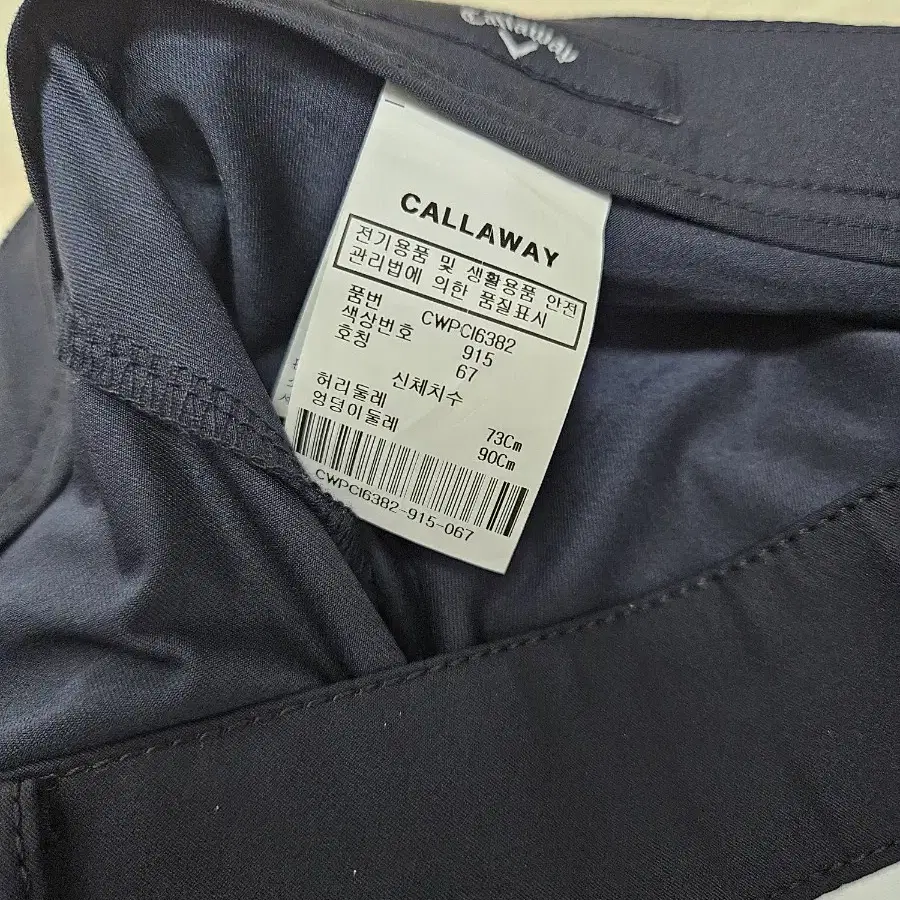 Callaway
CALLAWAY
전기용품 및 생활용품 안전
관리법에 의한 품질표시
품번 CWPCI6382
색상번호 915
호칭 67
신체치수
허리둘레 73Cm
엉덩이둘레 90Cm
CWPCI6382-915-067